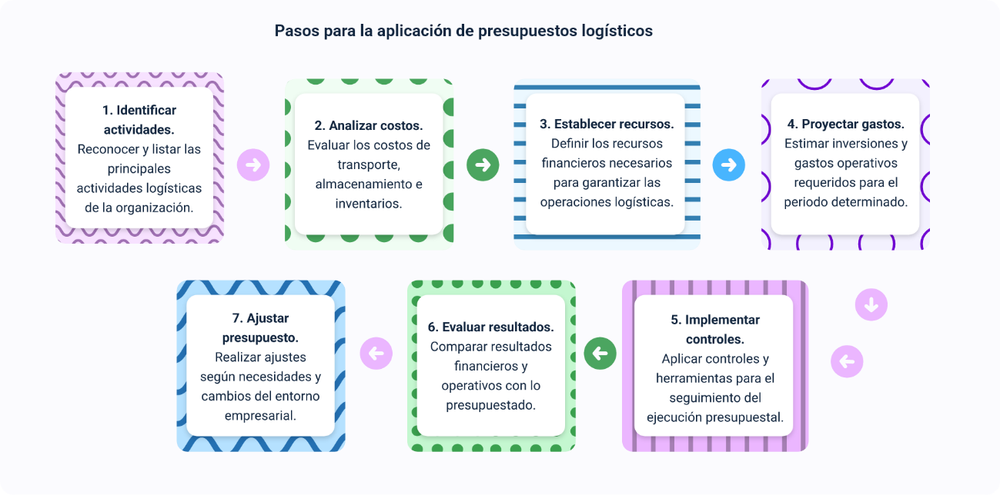 Pasos para la aplicación de presupuestos logísticos
1. Identificar
actividades.
Reconocer y listar las
principales
actividades logísticas
de la organización.
2. Analizar costos.
Evaluar los costos de
transporte,
almacenamiento e
inventarios.
3. Establecer recursos.
Definir los recursos
financieros necesarios
para garantizar las
operaciones logísticas.
4. Proyectar gastos.
Estimar inversiones y
gastos operativos
requeridos para el
periodo determinado.
5. Implementar
controles.
Aplicar controles y
herramientas para el
seguimiento del
ejecución presupuestal.
6. Evaluar resultados.
Comparar resultados
financieros y
operativos con lo
presupuestado.
7. Ajustar
presupuesto.
Realizar ajustes
según necesidades y
cambios del entorno
empresarial.